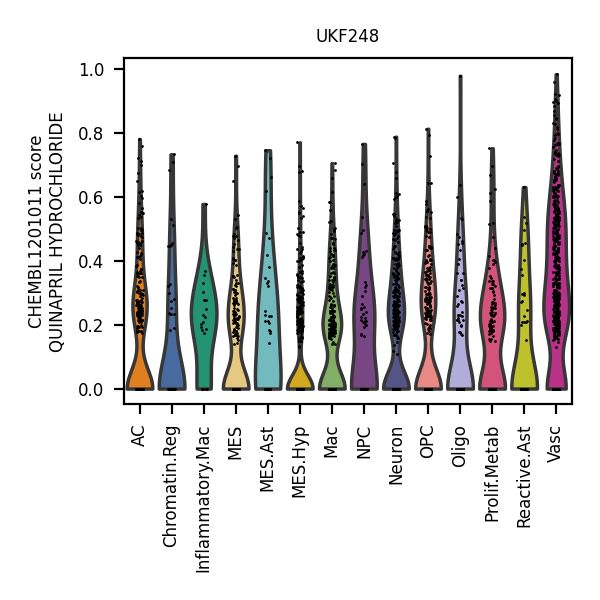 UKF248
CHEMBL1201011 score
QUINAPRIL HYDROCHLORIDE
1.0
0.8
0.6
0.4
0.2
0.0
AC
Chromatin.Reg
Inflammatory.Mac
MES
MES.Ast
MES.Hyp
Mac
NPC
Neuron
OPC
Oligo
Prolif.Metab
Reactive.Ast
Vasc